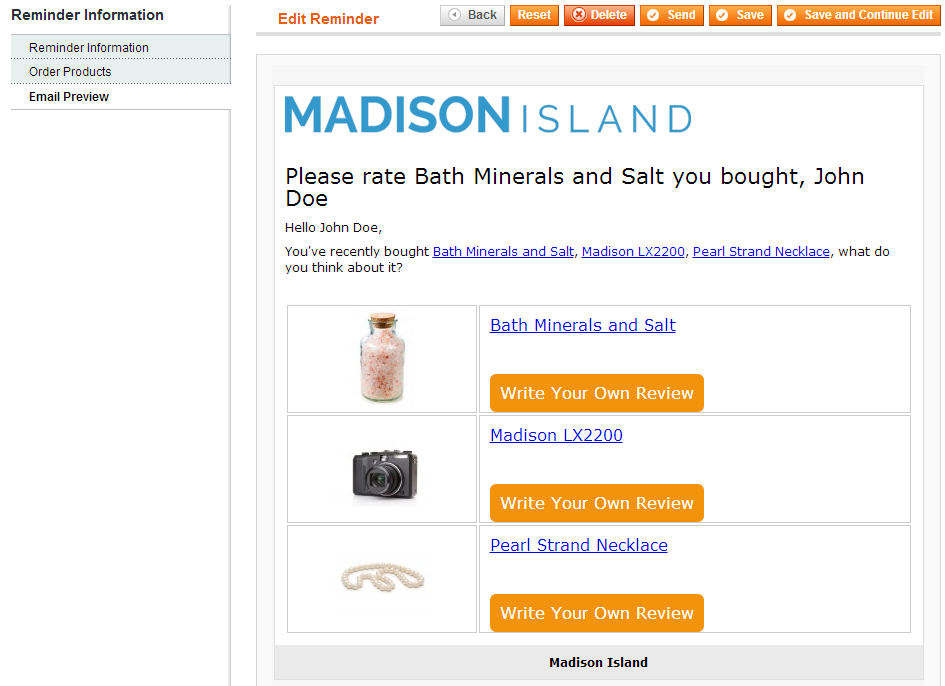 Reminder Information
Reminder Information
Order Products
Email Preview
Edit Reminder
Back Reset Delete Send Save Save and Continue Edit
MADISON ISLAND
Please rate Bath Minerals and Salt you bought, John
Doe
Hello John Doe,
You've recently bought Bath Minerals and Salt, Madison LX2200, Pearl Strand Necklace, what do
you think about it?
Bath Minerals and Salt
Write Your Own Review
Madison LX2200
Write Your Own Review
Pearl Strand Necklace
Write Your Own Review
Madison Island